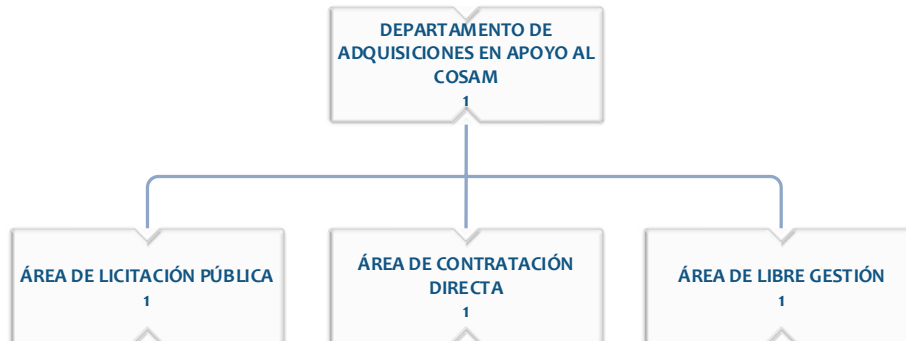 DEPARTAMENTO DE
ADQUISICIONES EN APOYO AL
COSAM
1
ÁREA DE LICITACIÓN PÚBLICA
1
ÁREA DE CONTRATACIÓN
DIRECTA
1
ÁREA DE LIBRE GESTIÓN
1